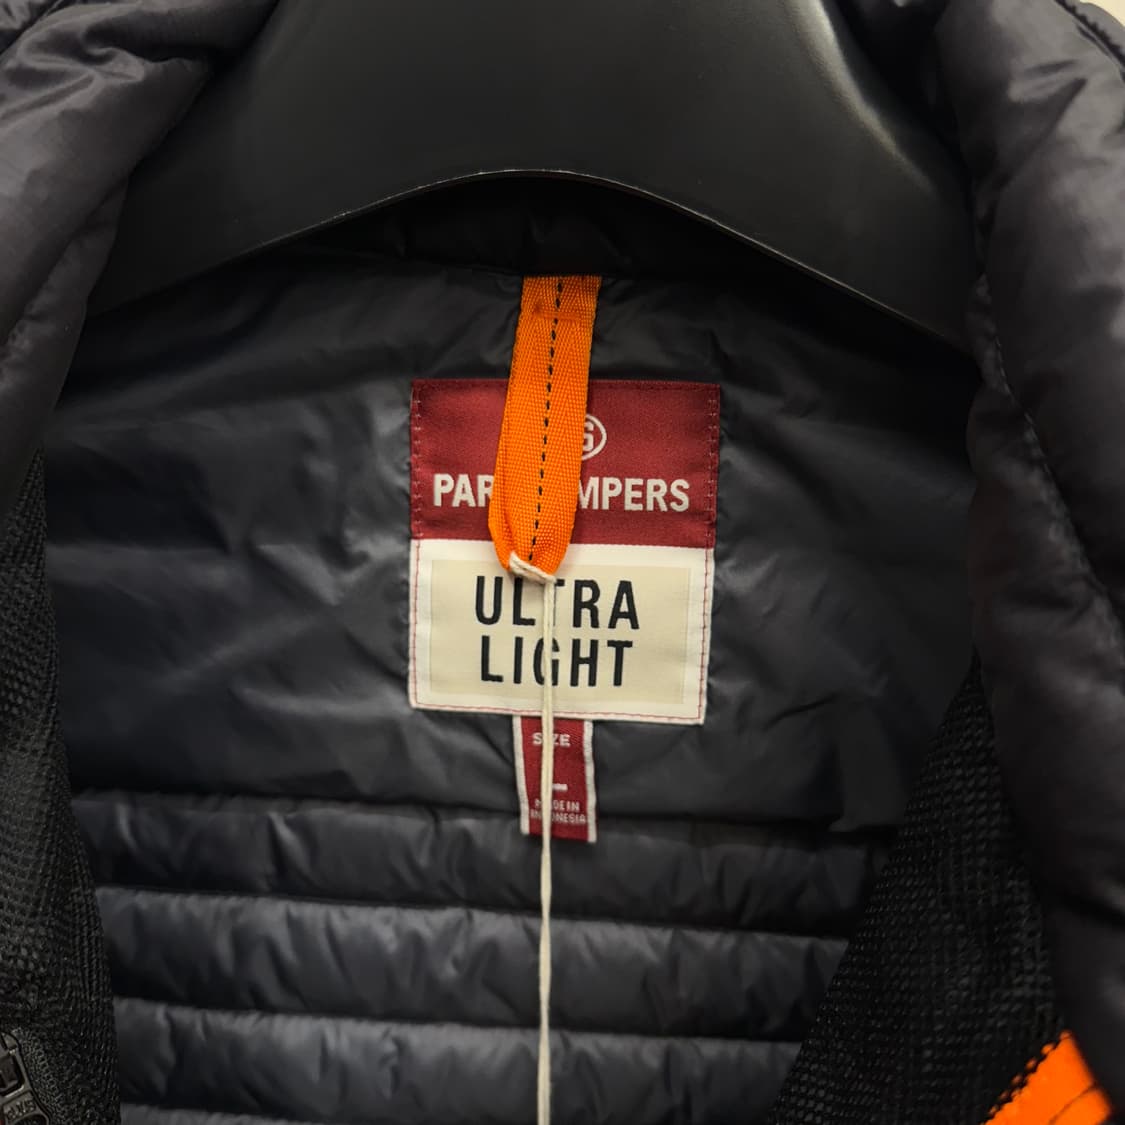 PAR MPERS
ULTRA
LIGHT
SIZE
MADE IN
INDONESIA